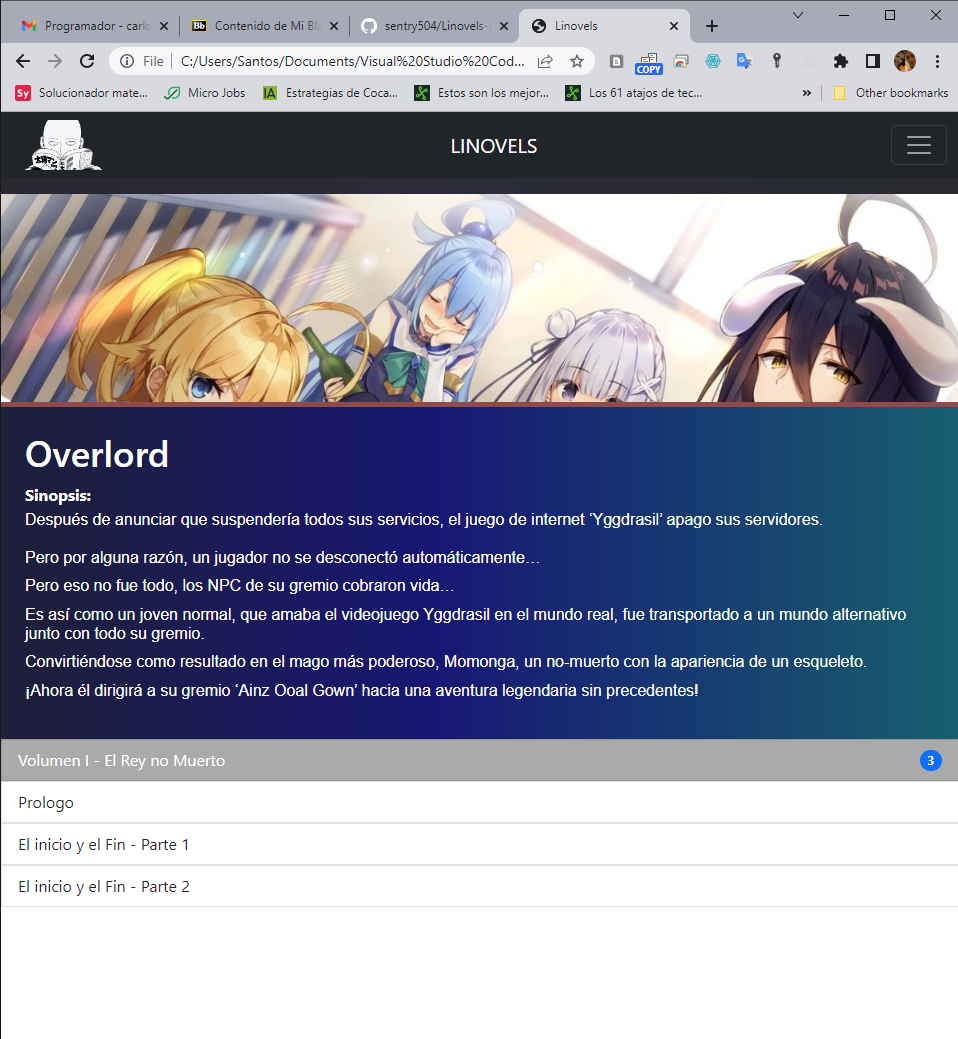 Programador - carlo
Contenido de Mi Bla
sentry504/Linovels-
Linovels
File
C:/Users/Santos/Documents/Visual%20Studio%20Cod...
COPY
Sy Solucionador mate...
Micro Jobs
IA Estrategias de Coca...
Estos son los mejor...
Los 61 atajos de tec...
»
Other bookmarks
LINOVELS
Overlord
Sinopsis:
Después de anunciar que suspendería todos sus servicios, el juego de internet ‘Yggdrasil’ apago sus servidores.
Pero por alguna razón, un jugador no se desconectó automáticamente…
Pero eso no fue todo, los NPC de su gremio cobraron vida…
Es así como un joven normal, que amaba el videojuego Yggdrasil en el mundo real, fue transportado a un mundo alternativo
junto con todo su gremio.
Convirtiéndose como resultado en el mago más poderoso, Momonga, un no-muerto con la apariencia de un esqueleto.
¡Ahora él dirigirá a su gremio ‘Ainz Ooal Gown’ hacia una aventura legendaria sin precedentes!
Volumen I - El Rey no Muerto
3
Prologo
El inicio y el Fin - Parte 1
El inicio y el Fin - Parte 2